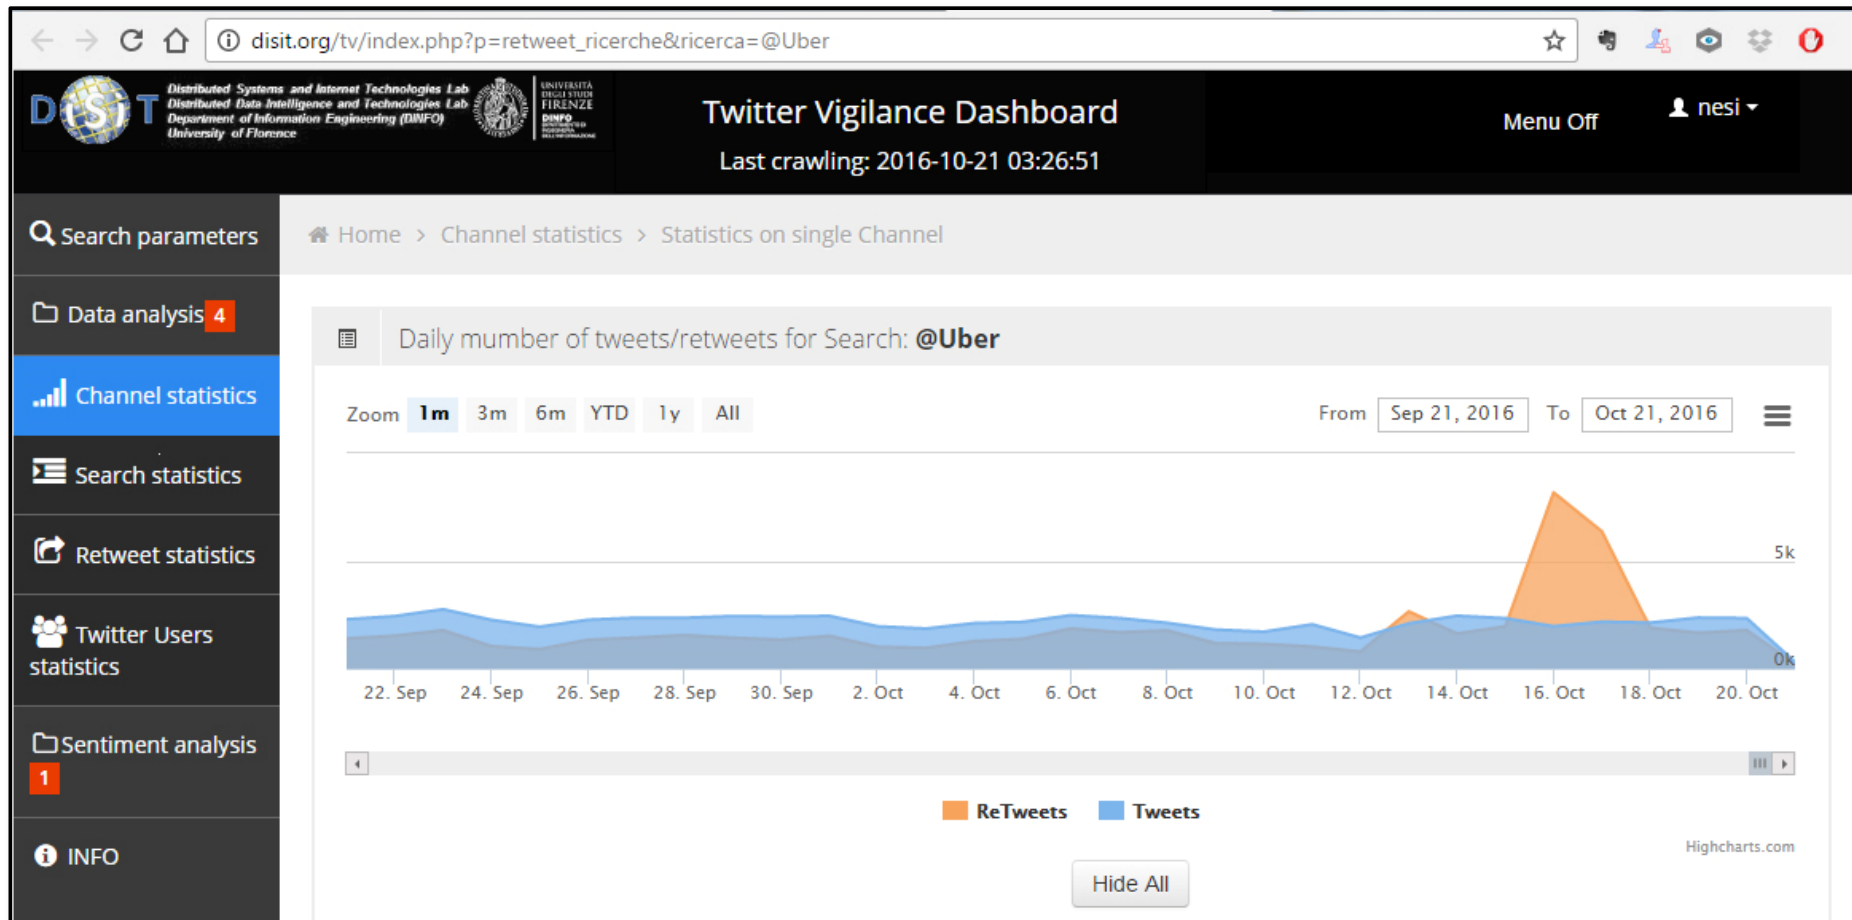 disit.org/tv/index.php?p=retweet_ricerche&ricerca=@Uber
DISIT
Distributed Systems and Internet Technologies Lab
Distributed Data Intelligence and Technologies Lab
Department of Information Engineering (DINFO)
University of Florence
UNIVERSITÀ
DEGLI STUDI
FIRENZE
DINFO
Twitter Vigilance Dashboard
Last crawling: 2016-10-21 03:26:51
Menu Off
nesi
Search parameters
Data analysis 4
Channel statistics
Search statistics
Retweet statistics
Twitter Users
statistics
Sentiment analysis
1
INFO
Home > Channel statistics > Statistics on single Channel
Daily mumber of tweets/retweets for Search: @Uber
Zoom 1m 3m 6m YTD 1y All
From Sep 21, 2016 To Oct 21, 2016
5k
0k
22. Sep 24. Sep 26. Sep 28. Sep 30. Sep 2. Oct 4. Oct 6. Oct 8. Oct 10. Oct 12. Oct 14. Oct 16. Oct 18. Oct 20. Oct
ReTweets Tweets
Highcharts.com
Hide All